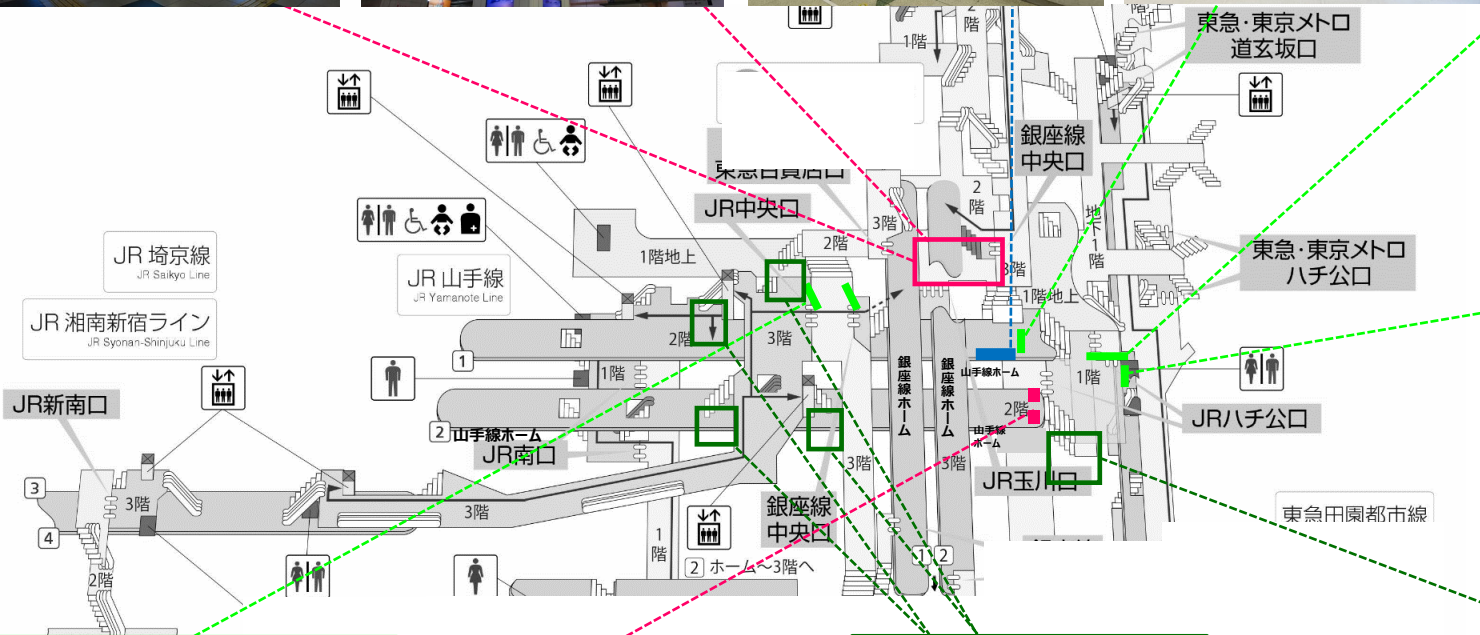 階
2
階
1階
東急・東京メトロ
道玄坂口
銀座線
中央口
東急百貨店口
JR中央口
2
階
3階
2階
地下1階
東急・東京メトロ
ハチ公口
JR 埼京線
JR Saikyo Line
JR 山手線
JR Yamanote Line
1階地上
3階
1階地上
JR 湘南新宿ライン
JR Syonan-Shinjuku Line
2階
3階
1
1階
銀座線ホーム
銀座線ホーム
山手線ホーム
1階
JR新南口
2
山手線ホーム
JR南口
2階
山手線
ホーム
JRハチ公口
3階
3階
JR玉川口
3
3階
3階
4
銀座線
中央口
東急田園都市線
1
階
2 ホーム〜3階へ
1
2
2階